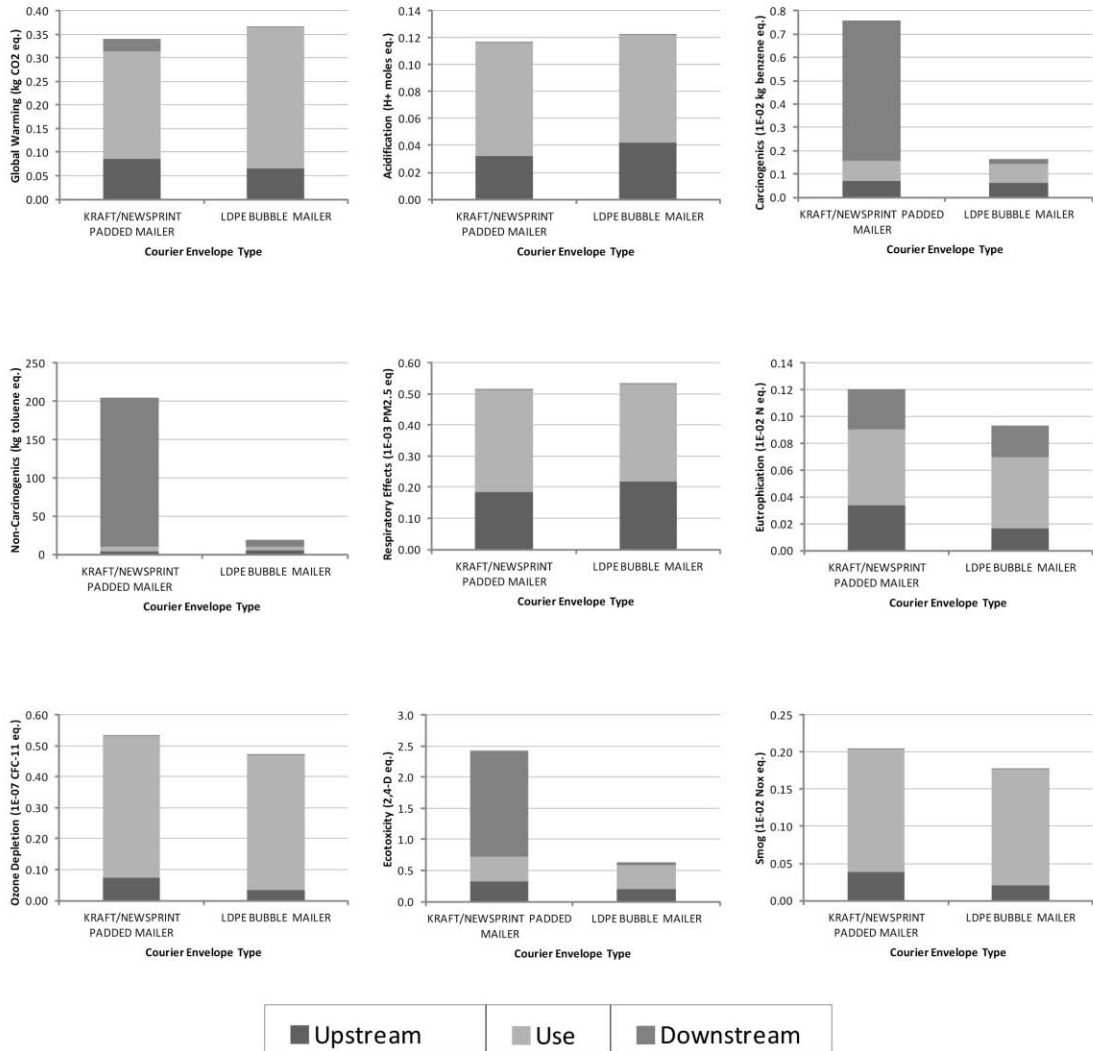 Global Warming (kg CO2 eq.)
0.40
0.35
0.30
0.25
0.20
0.15
0.10
0.05
0.00
KRAFT/NEWSPRINT PADDED MAILER
LDPE BUBBLE MAILER
Courier Envelope Type
Acidification (H+ moles eq.)
0.14
0.12
0.10
0.08
0.06
0.04
0.02
0.00
KRAFT/NEWSPRINT
PADDED MAILER
LDPE BUBBLE MAILER
Courier Envelope Type
Carcinogenics (1E-02 kg benzene eq.)
0.8
0.7
0.6
0.5
0.4
0.3
0.2
0.1
0.0
KRAFT/NEWSPRINT PADDED
MAILER
LDPE BUBBLE MAILER
Courier Envelope Type
Non-Carcinogenics (kg toluene eq.)
250
200
150
100
50
0
KRAFT/NEWSPRINT
PADDED MAILER
LDPE BUBBLE MAILER
Courier Envelope Type
Respiratory Effects (1E-03 PM2.5 eq)
0.60
0.50
0.40
0.30
0.20
0.10
0.00
KRAFT/NEWSPRINT
PADDED MAILER
LDPE BUBBLE MAILER
Courier Envelope Type
Eutrophication (1E-02 N eq.)
0.14
0.12
0.10
0.08
0.06
0.04
0.02
0.00
KRAFT/NEWSPRINT
PADDED MAILER
LDPE BUBBLE MAILER
Courier Envelope Type
Ozone Depletion (1E-07 CFC-11 eq.)
0.60
0.50
0.40
0.30
0.20
0.10
0.00
KRAFT/NEWSPRINT
PADDED MAILER
LDPE BUBBLE MAILER
Courier Envelope Type
Ecotoxicity (2,4-D eq.)
3.0
2.5
2.0
1.5
1.0
0.5
0.0
KRAFT/NEWSPRINT PADDED
MAILER
LDPE BUBBLE MAILER
Courier Envelope Type
Smog (1E-02 Nox eq.)
0.25
0.20
0.15
0.10
0.05
0.00
KRAFT/NEWSPRINT
PADDED MAILER
LDPE BUBBLE MAILER
Courier Envelope Type
Upstream
Use
Downstream